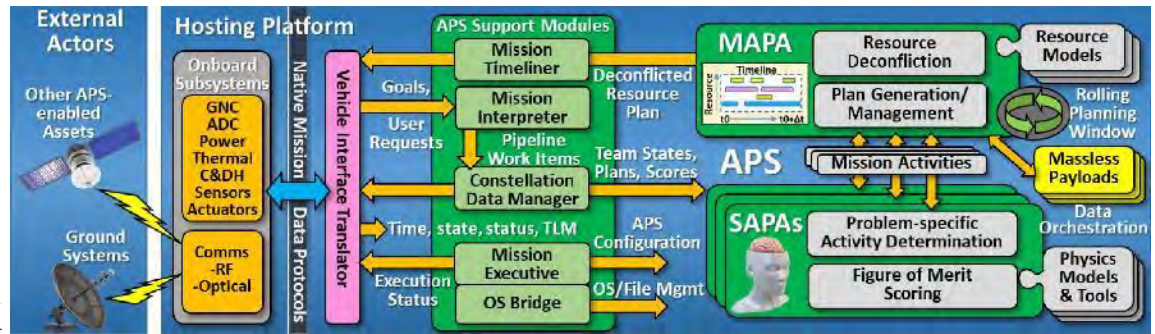 External
Actors
Other APS-
enabled
Assets
Ground
Systems
Hosting Platform
Onboard
Subsystems
GNC
ADC
Power
Thermal
C&DH
Sensors
Actuators
Comms
-RF
-Optical
Native Mission
Data Protocols
Vehicle Interface
Translator
APS Support Modules
Mission
Timeliner
Goals,
User
Requests
Mission
Interpreter
Pipeline
Work Items
Constellation
Data Manager
Time, state, status, TLM
Mission
Executive
Execution
Status
OS Bridge
Deconflicted
Resource
Plan
Team States,
Plans, Scores
APS
Configuration
OS/File Mgmt
MAPA
Timeline
Resource
t0
t0+Δt
Resource
Deconfliction
Plan Generation/
Management
Resource
Models
Rolling
Planning
Window
APS
Mission Activities
Massless
Payloads
Data
Orchestration
SAPAs
Problem-specific
Activity Determination
Figure of Merit
Scoring
Physics
Models
& Tools